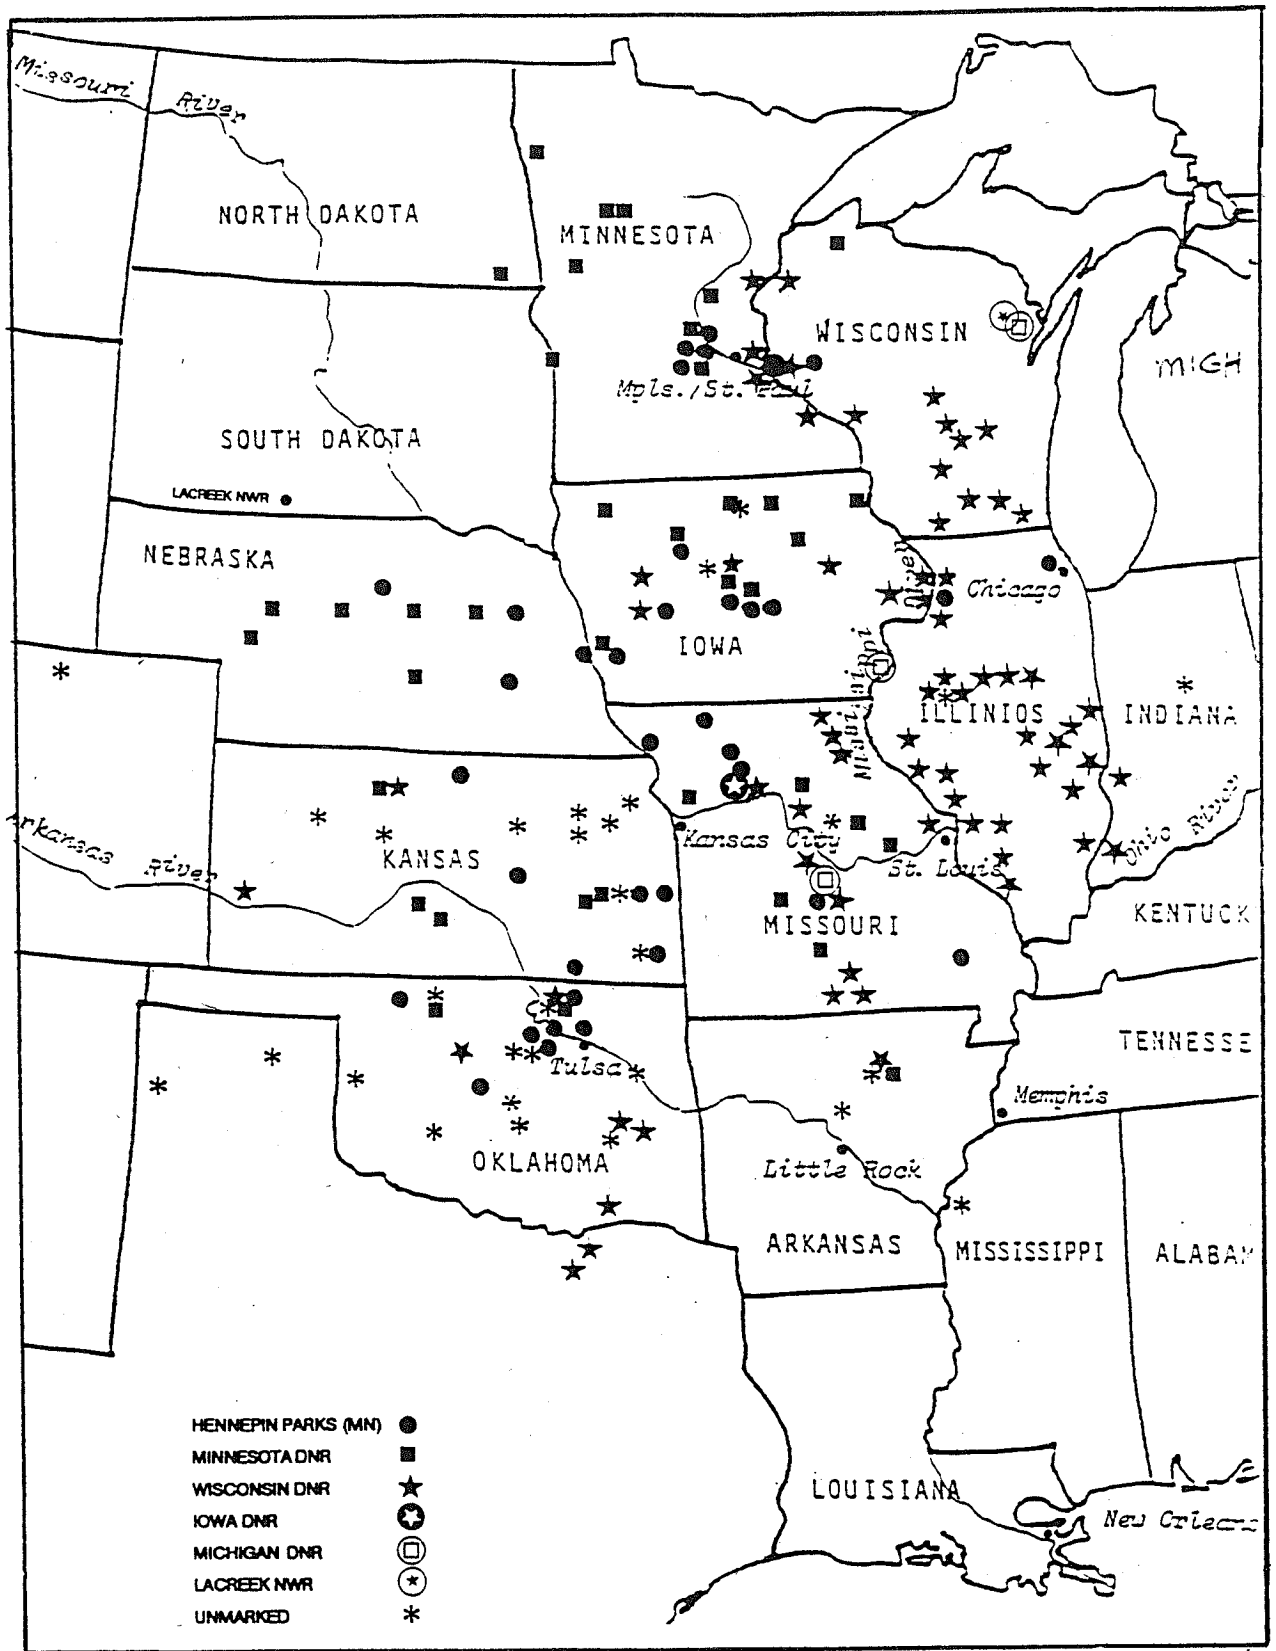 Missouri
River
NORTH DAKOTA
MINNESOTA
WISCONSIN
MIGH
Mpls./St. Paul
SOUTH DAKOTA
LACREEK NWR
NEBRASKA
River
Chicago
IOWA
ILLINIOS
INDIANA
Kansas City
Arkansas
River
KANSAS
St. Louis
Ohio River
MISSOURI
KENTUCK
TENNESSE
Tulsa
Memphis
OKLAHOMA
Little Rock
ARKANSAS
MISSISSIPPI
ALABAM
HENNEPIN PARKS (MN)
MINNESOTA DNR
WISCONSIN DNR
IOWA DNR
MICHIGAN DNR
LACREEK NWR
UNMARKED
LOUISIANA
New Orleans